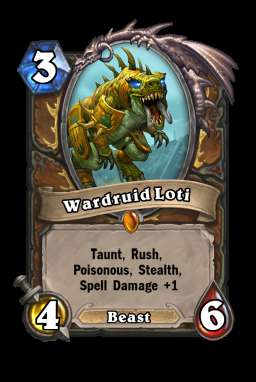 3
Wardruid Loti
Taunt, Rush,
Poisonous, Stealth,
Spell Damage +1
4
Beast
6